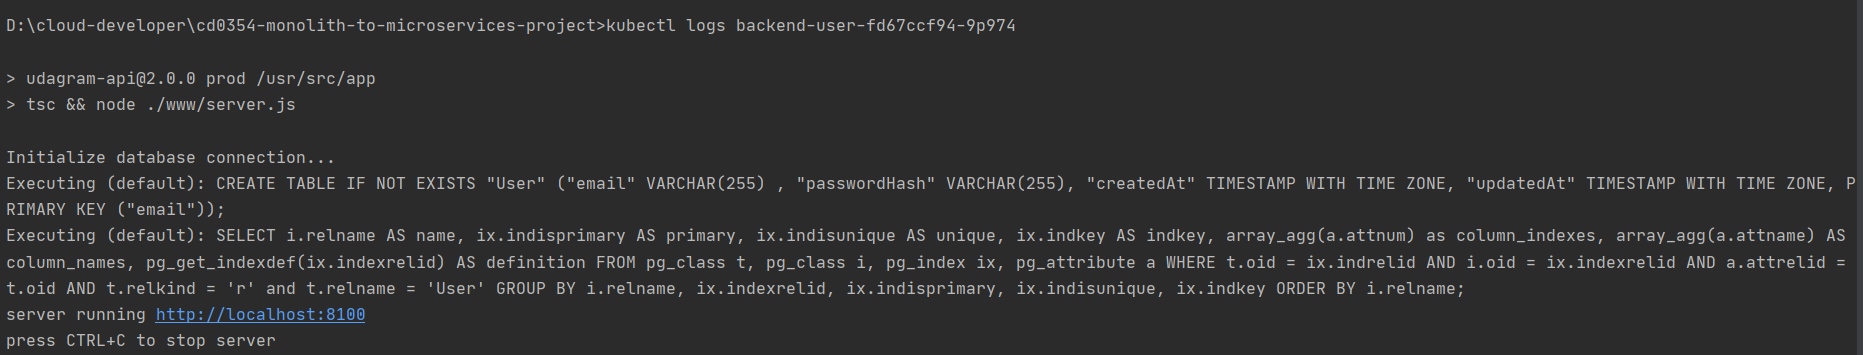 D:\cloud-developer\cd0354-monolith-to-microservices-project>kubectl logs backend-user-fd67ccf94-9p974
> udagram-api@2.0.0 prod /usr/src/app
> tsc && node ./www/server.js
Initialize database connection...
Executing (default): CREATE TABLE IF NOT EXISTS "User" ("email" VARCHAR(255) , "passwordHash" VARCHAR(255), "createdAt" TIMESTAMP WITH TIME ZONE, "updatedAt" TIMESTAMP WITH TIME ZONE, P
RIMARY KEY ("email"));
Executing (default): SELECT i.relname AS name, ix.indisprimary AS primary, ix.indisunique AS unique, ix.indkey AS indkey, array_agg(a.attnum) as column_indexes, array_agg(a.attname) AS
column_names, pg_get_indexdef(ix.indexrelid) AS definition FROM pg_class t, pg_class i, pg_index ix, pg_attribute a WHERE t.oid = ix.indrelid AND i.oid = ix.indexrelid AND a.attrelid =
t.oid AND t.relkind = 'r' and t.relname = 'User' GROUP BY i.relname, ix.indexrelid, ix.indisprimary, ix.indisunique, ix.indkey ORDER BY i.relname;
server running http://localhost:8100
press CTRL+C to stop server